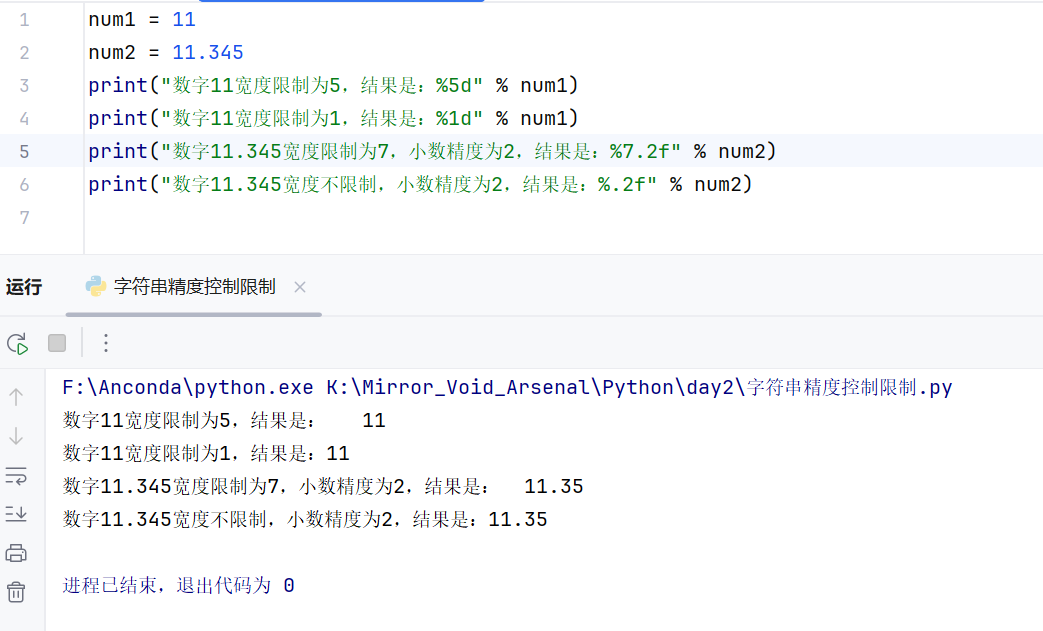 1 num1 = 11
2 num2 = 11.345
3 print("数字11宽度限制为5，结果是：%5d" % num1)
4 print("数字11宽度限制为1，结果是：%1d" % num1)
5 print("数字11.345宽度限制为7，小数精度为2，结果是：%7.2f" % num2)
6 print("数字11.345宽度不限制，小数精度为2，结果是：%.2f" % num2)
7
运行 字符串精度控制限制 ×
F:\Anconda\python.exe K:\Mirror_Void_Arsenal\Python\day2\字符串精度控制限制.py
数字11宽度限制为5，结果是：   11
数字11宽度限制为1，结果是：11
数字11.345宽度限制为7，小数精度为2，结果是：  11.35
数字11.345宽度不限制，小数精度为2，结果是：11.35
进程已结束，退出代码为 0